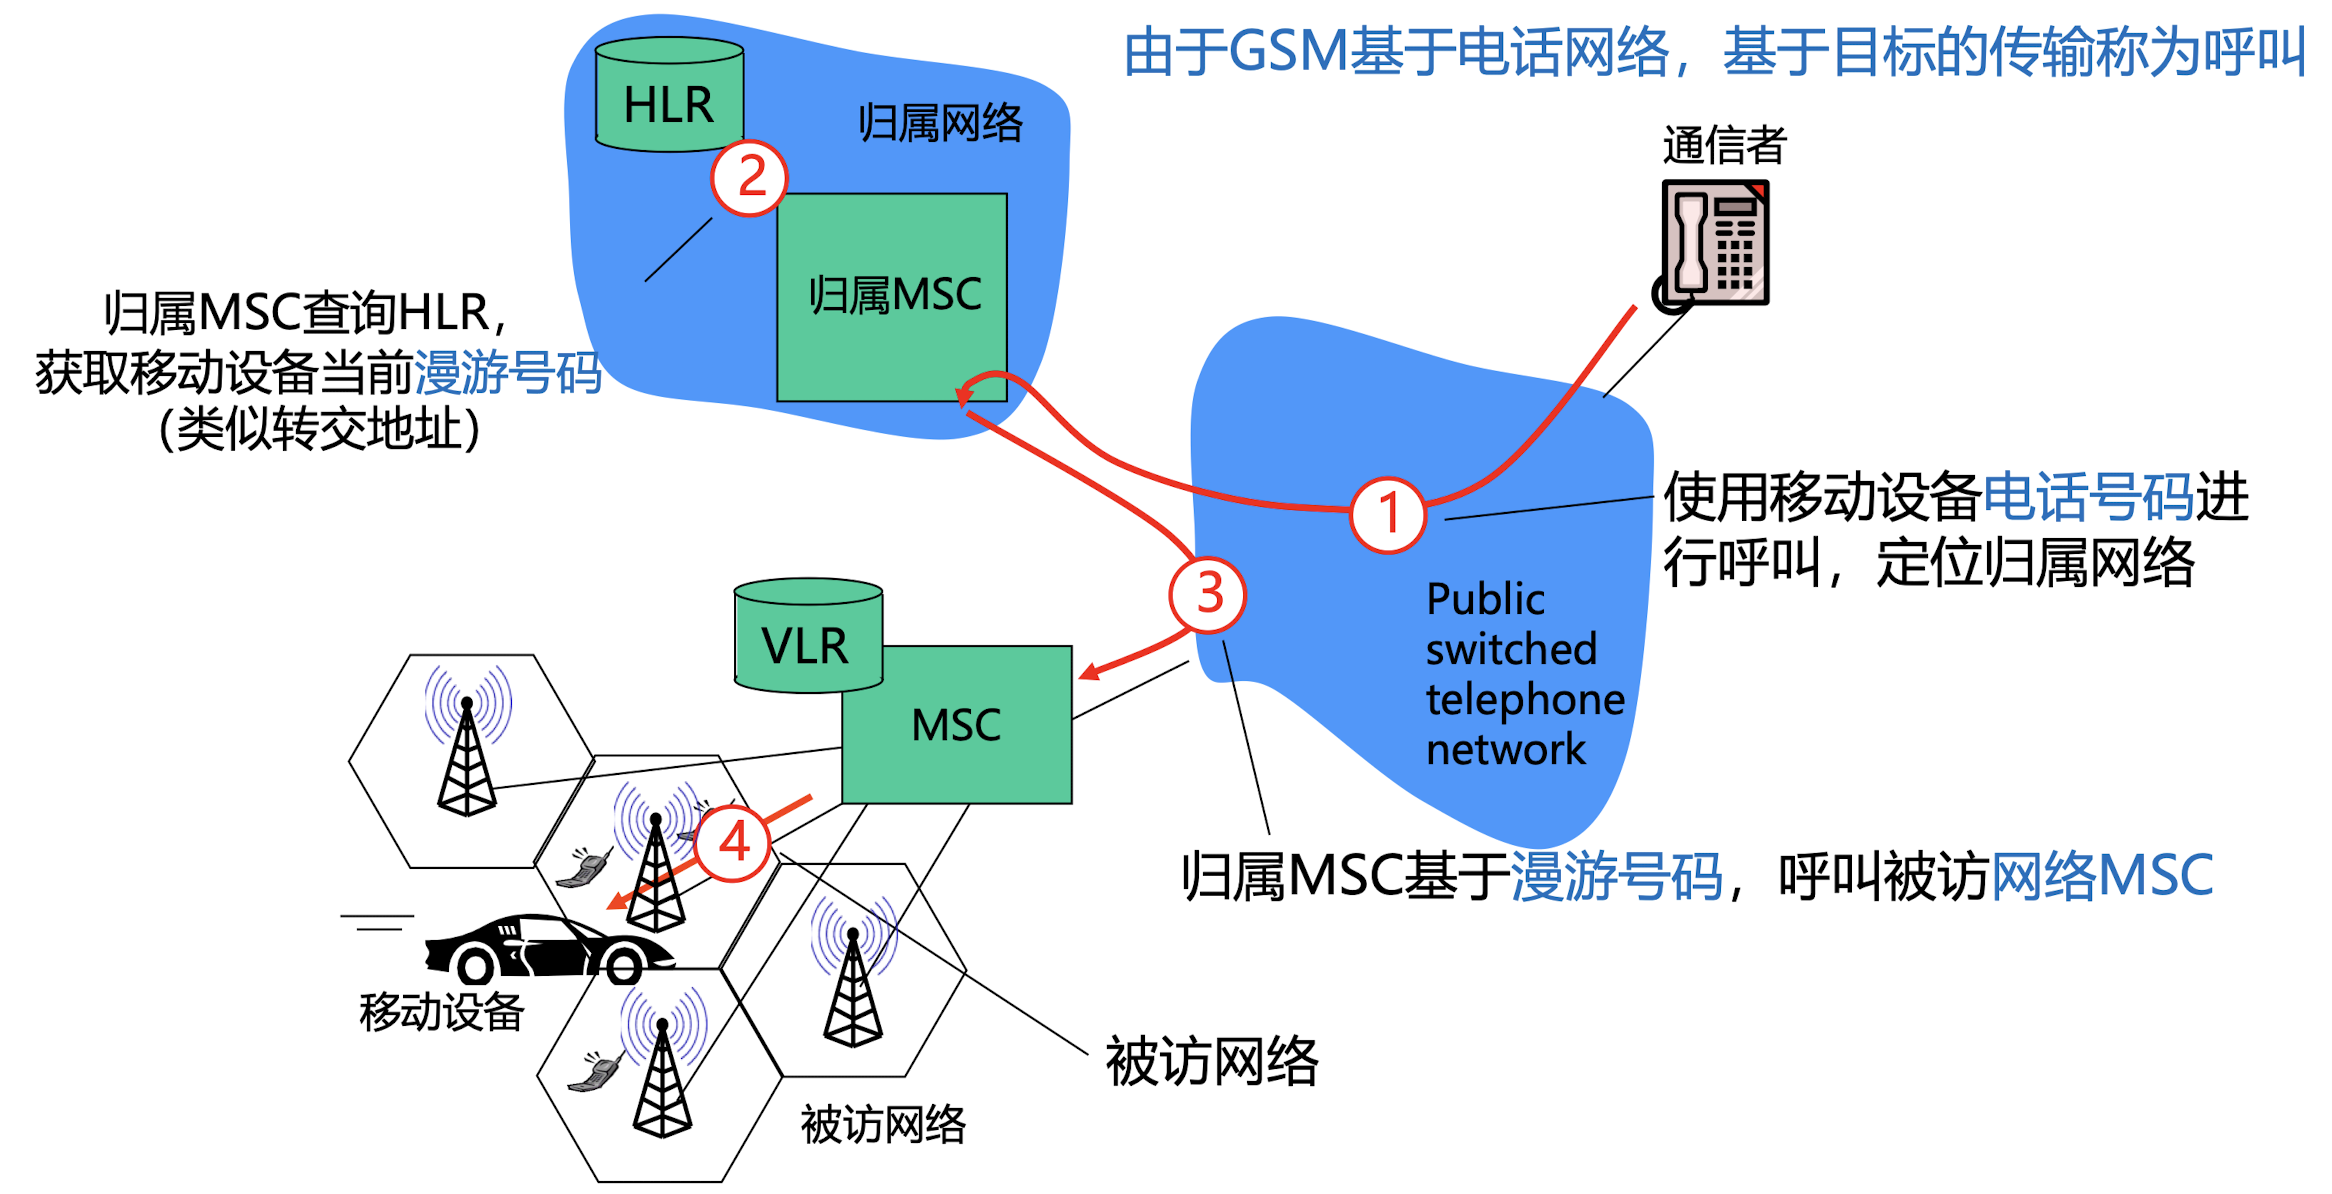 由于GSM基于电话网络，基于目标的传输称为呼叫
HLR
归属网络
通信者
2
归属MSC
归属MSC查询HLR，
获取移动设备当前漫游号码
（类似转交地址）
1
使用移动设备电话号码进
行呼叫，定位归属网络
3
Public
switched
telephone
network
VLR
MSC
4
归属MSC基于漫游号码，呼叫被访网络MSC
移动设备
被访网络
被访网络